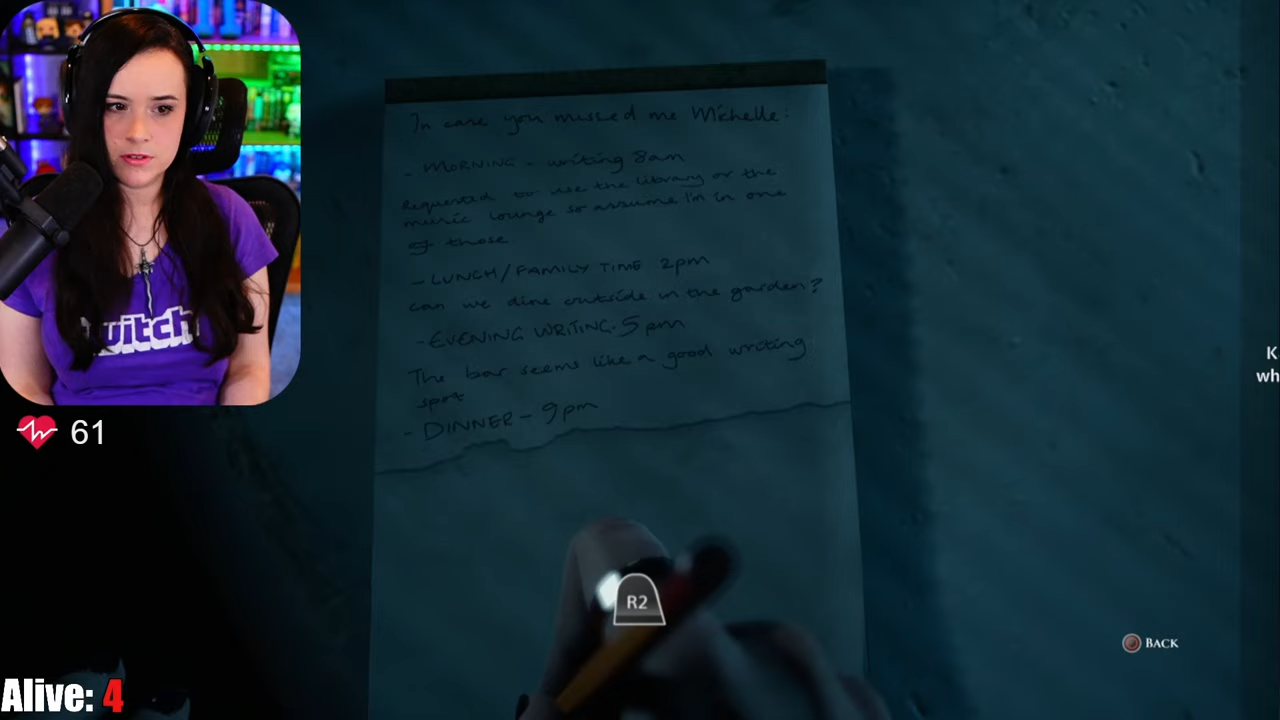 In case you missed me Michelle:
- MORNING - writing 8am
Requested to use the library or the
music lounge so assume I'm in one
of those
- LUNCH/FAMILY TIME 2pm
can we dine outside in the garden?
- EVENING WRITING - 5pm
The bar seems like a good writing
spot
- DINNER - 9pm
twitch
61
R2
K
wh
BACK
Alive: 4